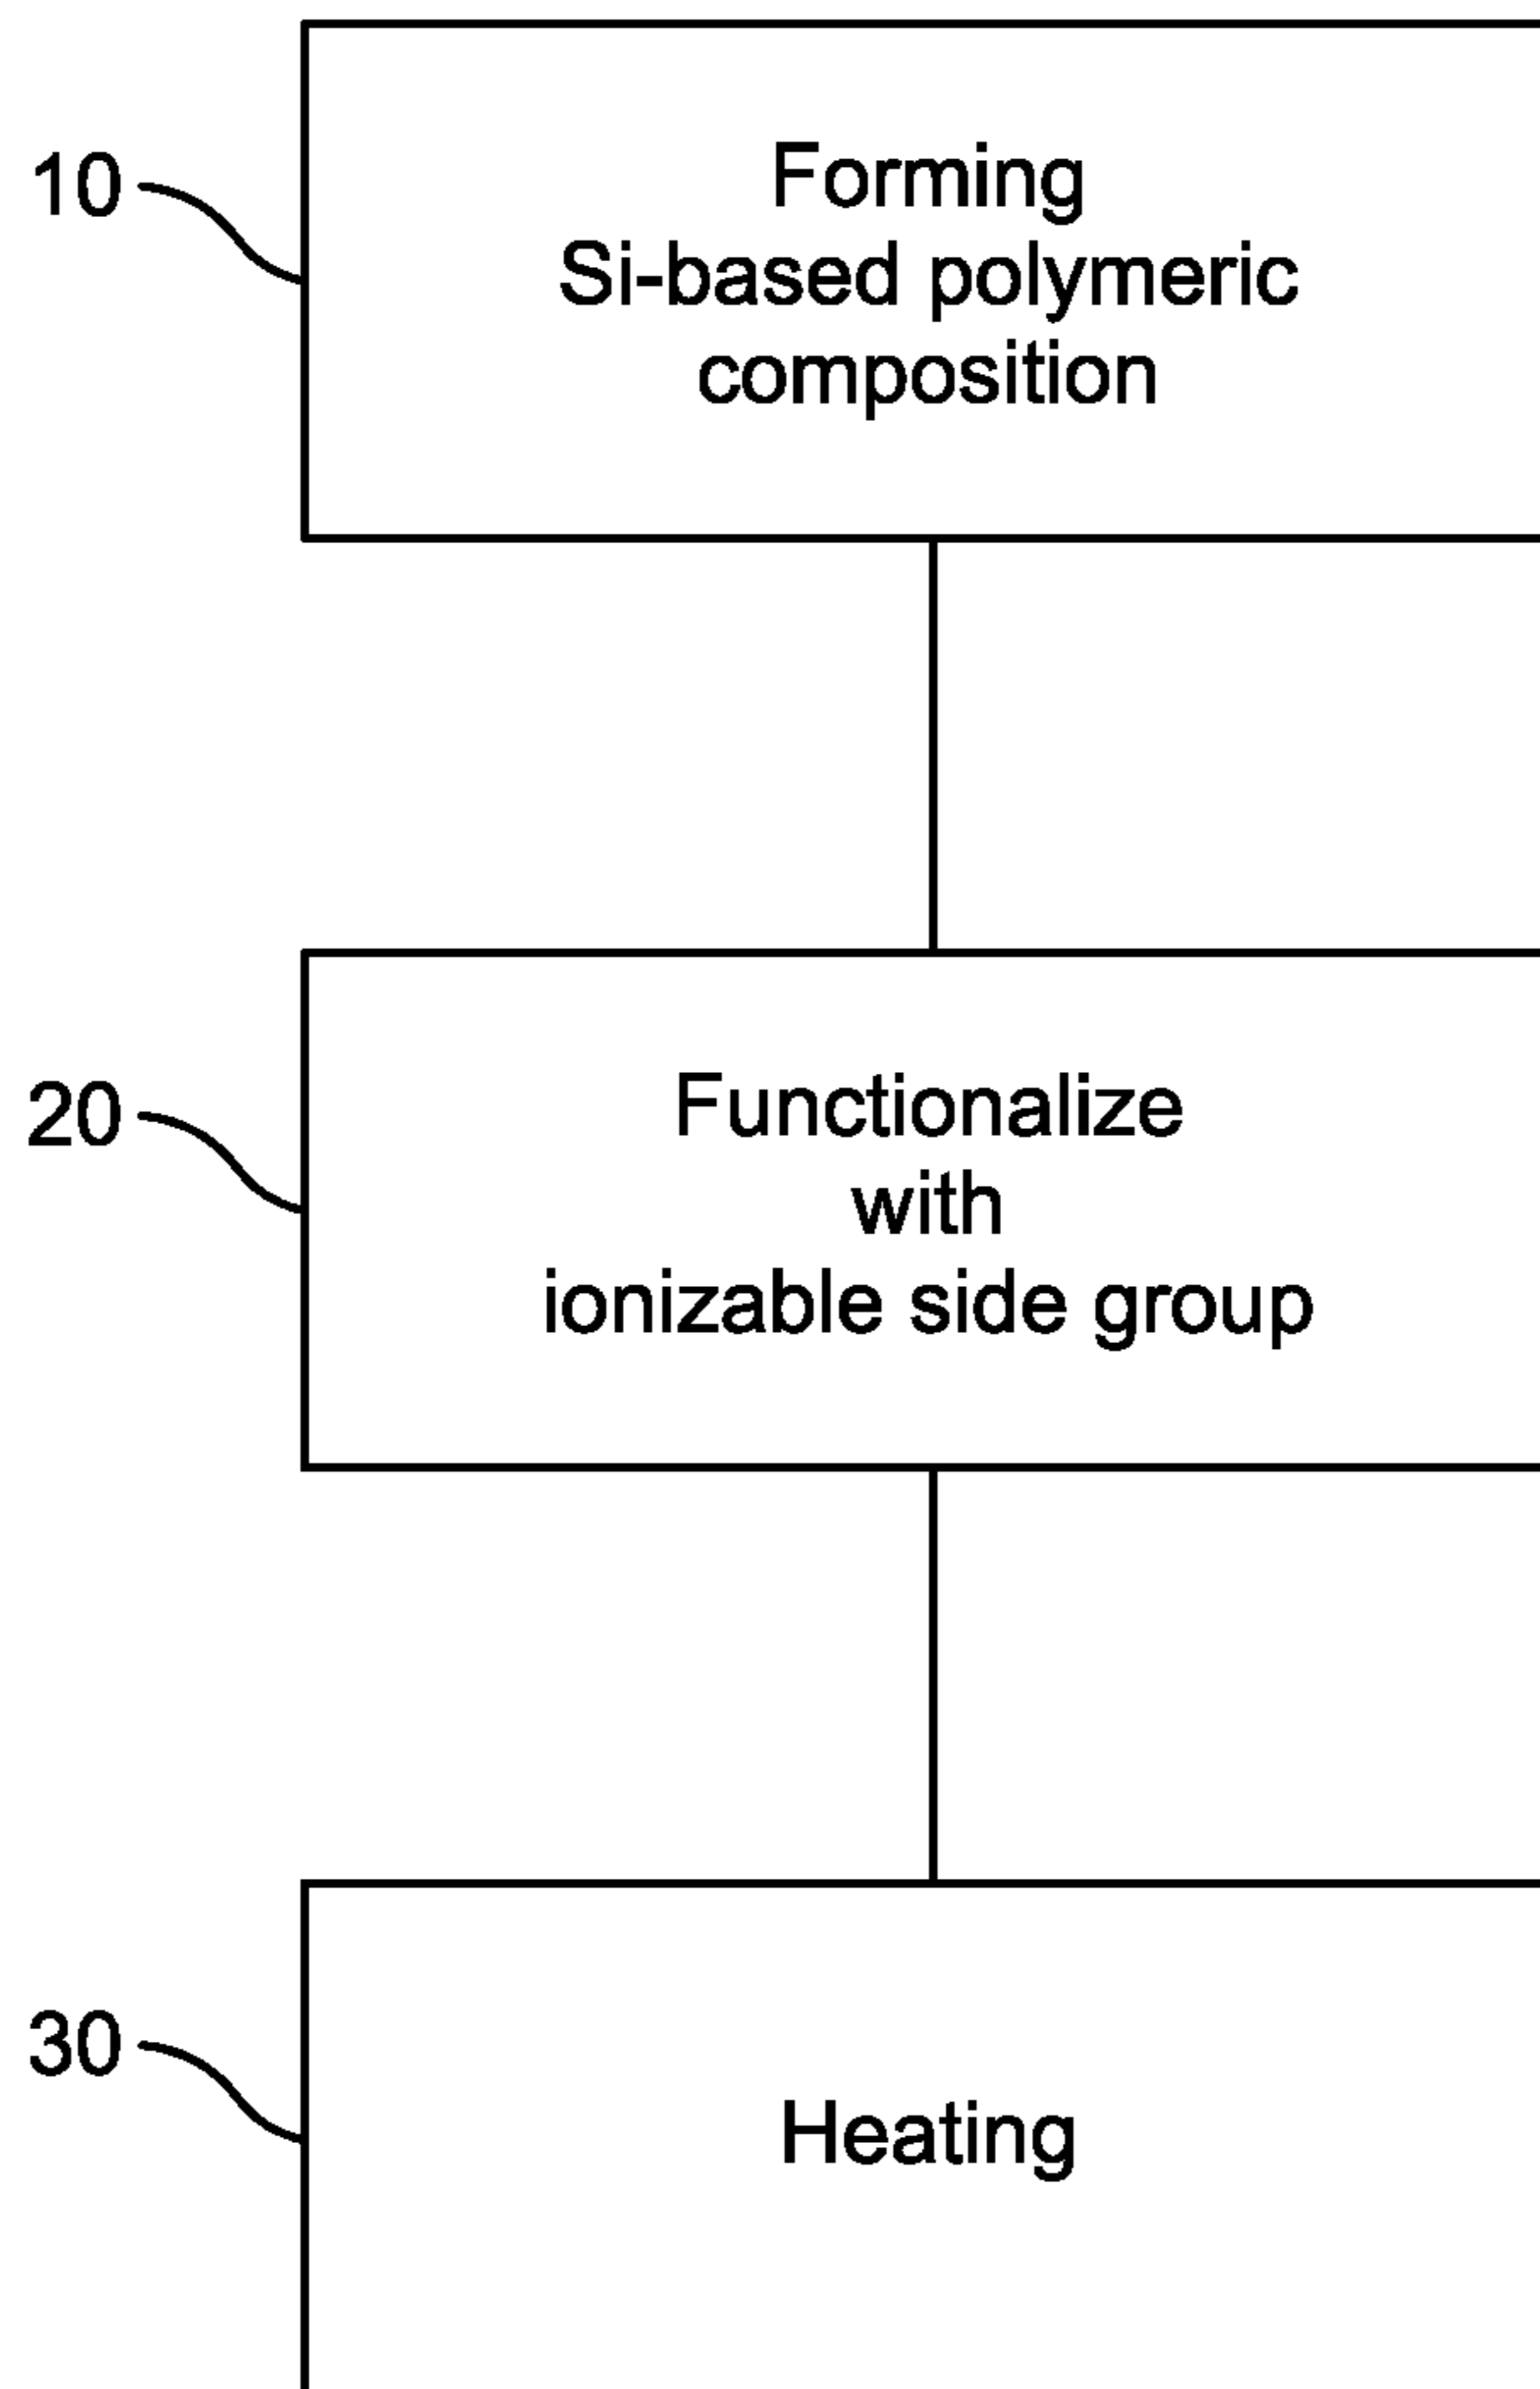 10
Forming
Si-based polymeric
composition
20
Functionalize
with
ionizable side group
30
Heating